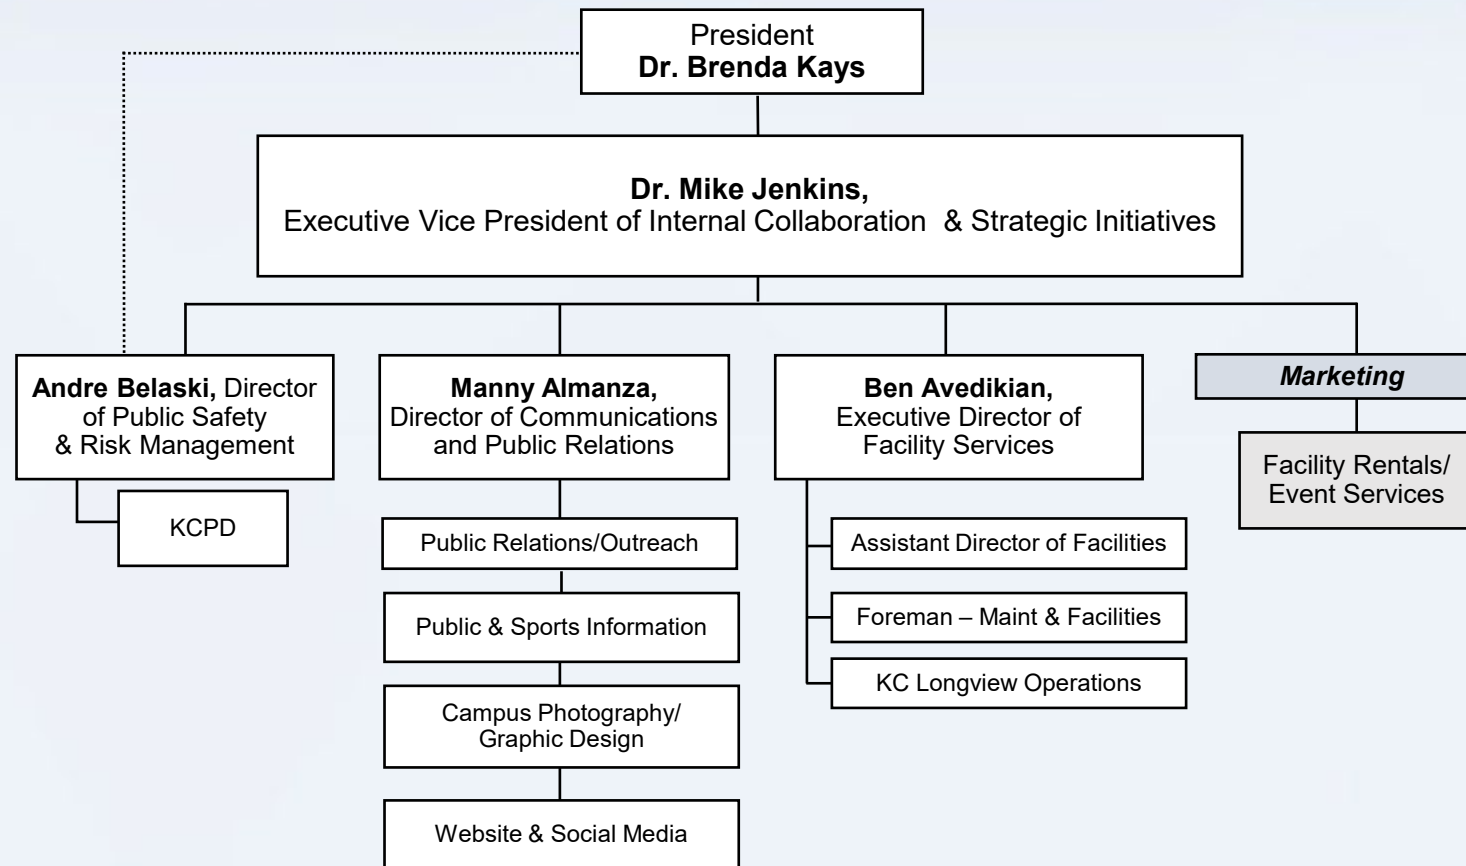 President
Dr. Brenda Kays
Dr. Mike Jenkins,
Executive Vice President of Internal Collaboration & Strategic Initiatives
Andre Belaski, Director
of Public Safety
& Risk Management
KCPD
Manny Almanza,
Director of Communications
and Public Relations
Public Relations/Outreach
Public & Sports Information
Campus Photography/
Graphic Design
Website & Social Media
Ben Avedikian,
Executive Director of
Facility Services
Assistant Director of Facilities
Foreman – Maint & Facilities
KC Longview Operations
Marketing
Facility Rentals/
Event Services